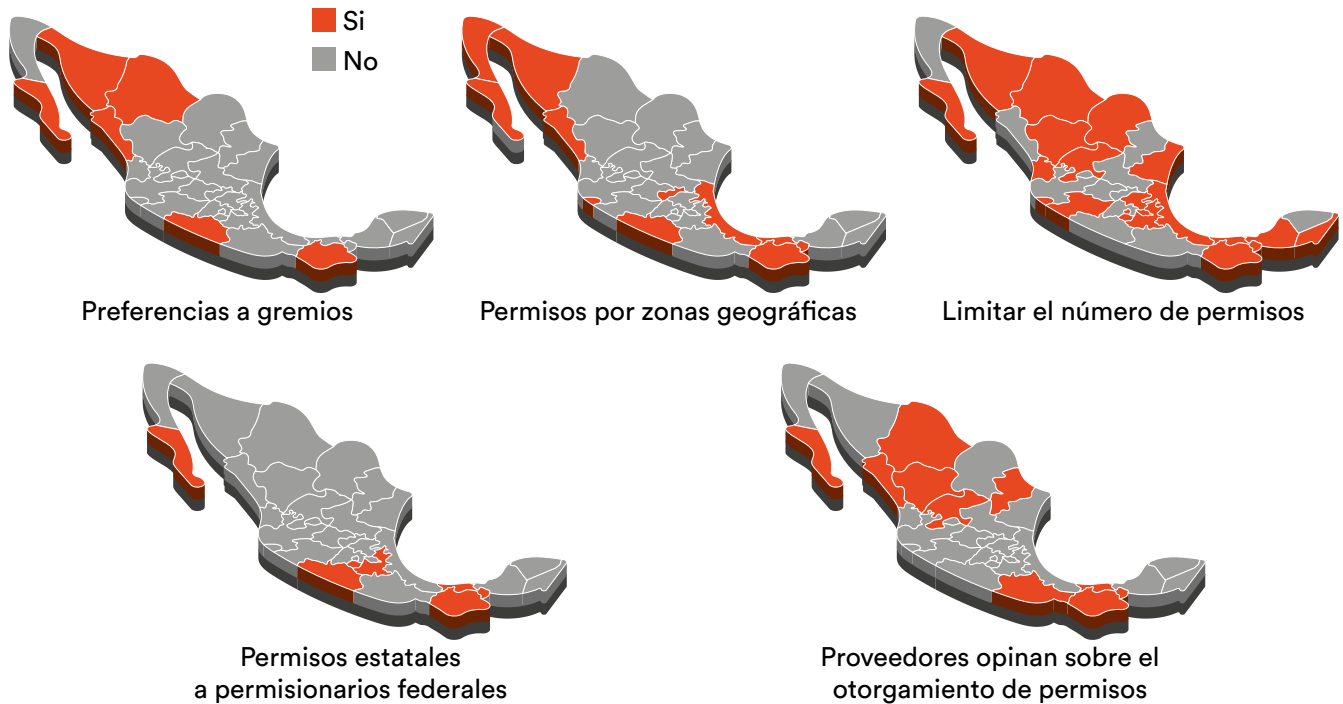 Si
No
Preferencias a gremios
Permisos por zonas geográficas
Limitar el número de permisos
Permisos estatales
a permisionarios federales
Proveedores opinan sobre el
otorgamiento de permisos